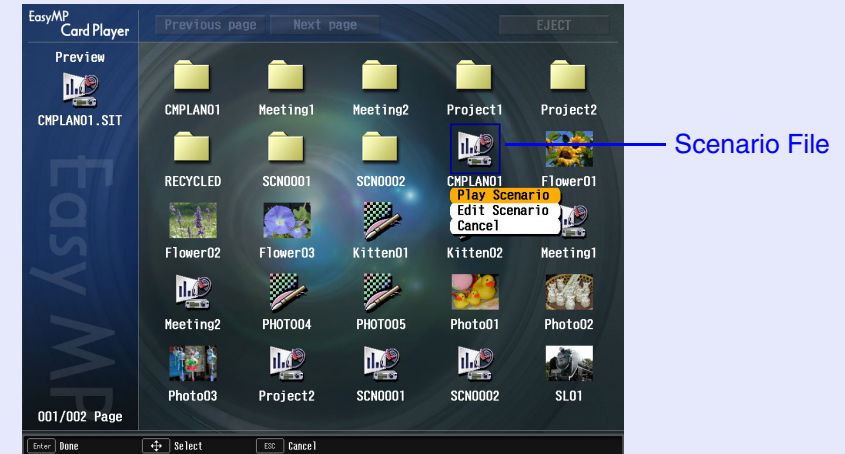 EasyMP
Card Player
Previous page
Next page
EJECT
Preview
CMPLAN01.SIT
CMPLAN01
Meeting1
Meeting2
Project1
Project2
RECYCLED
SCN0001
SCN0002
CMPLAN01
Flower01
Scenario File
Play Scenario
Edit Scenario
Cancel
Flower02
Flower03
Kitten01
Kitten02
Meeting1
Meeting2
PHOTO04
PHOTO05
Photo01
Photo02
Photo03
Project2
SCN0001
SCN0002
SL01
Easy MP
001/002 Page
Enter Done
Select
ESC Cancel